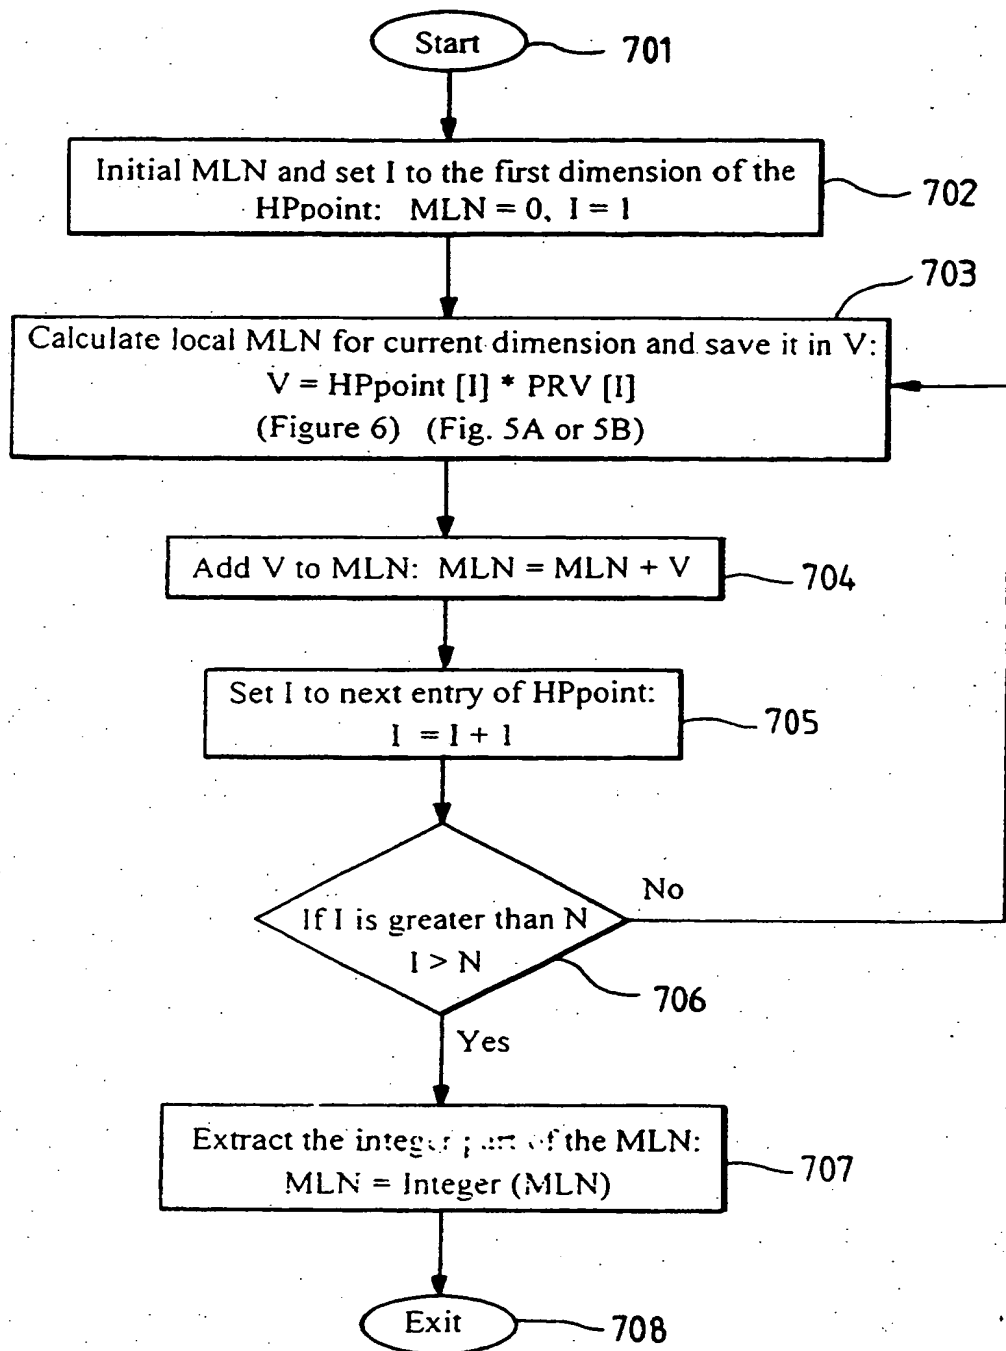 Start
701
Initial MLN and set I to the first dimension of the
HPpoint: MLN = 0, I = 1
702
703
Calculate local MLN for current dimension and save it in V:
V = HPpoint [I] * PRV [I]
(Figure 6) (Fig. 5A or 5B)
Add V to MLN: MLN = MLN + V
704
Set I to next entry of HPpoint:
I = I + 1
705
No
If I is greater than N
I > N
706
Yes
Extract the integer of the MLN:
MLN = Integer (MLN)
707
Exit
708